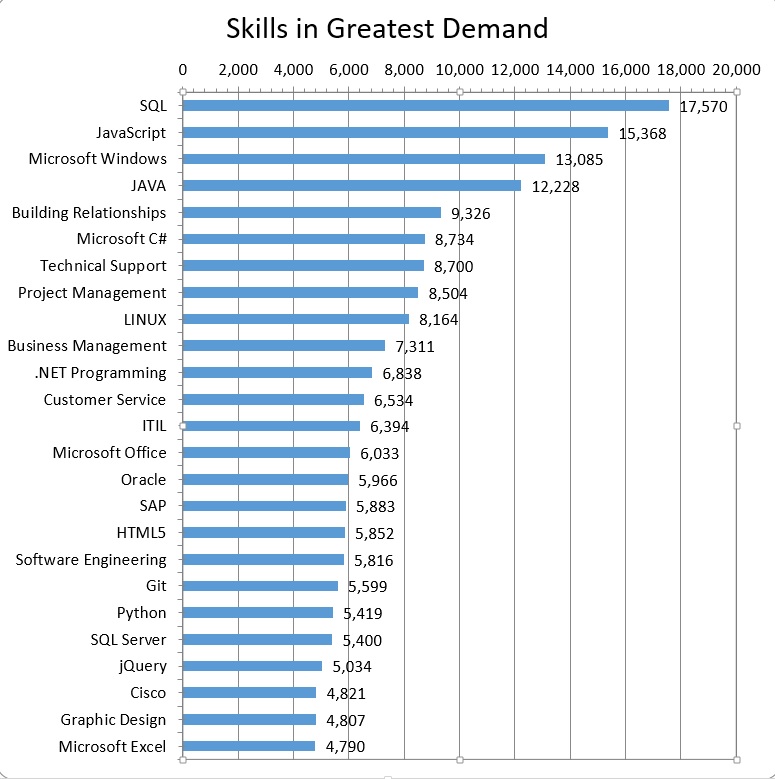 Skills in Greatest Demand
0 2,000 4,000 6,000 8,000 10,000 12,000 14,000 16,000 18,000 20,000
SQL 17,570
JavaScript 15,368
Microsoft Windows 13,085
JAVA 12,228
Building Relationships 9,326
Microsoft C# 8,734
Technical Support 8,700
Project Management 8,504
LINUX 8,164
Business Management 7,311
.NET Programming 6,838
Customer Service 6,534
ITIL 6,394
Microsoft Office 6,033
Oracle 5,966
SAP 5,883
HTML5 5,852
Software Engineering 5,816
Git 5,599
Python 5,419
SQL Server 5,400
jQuery 5,034
Cisco 4,821
Graphic Design 4,807
Microsoft Excel 4,790